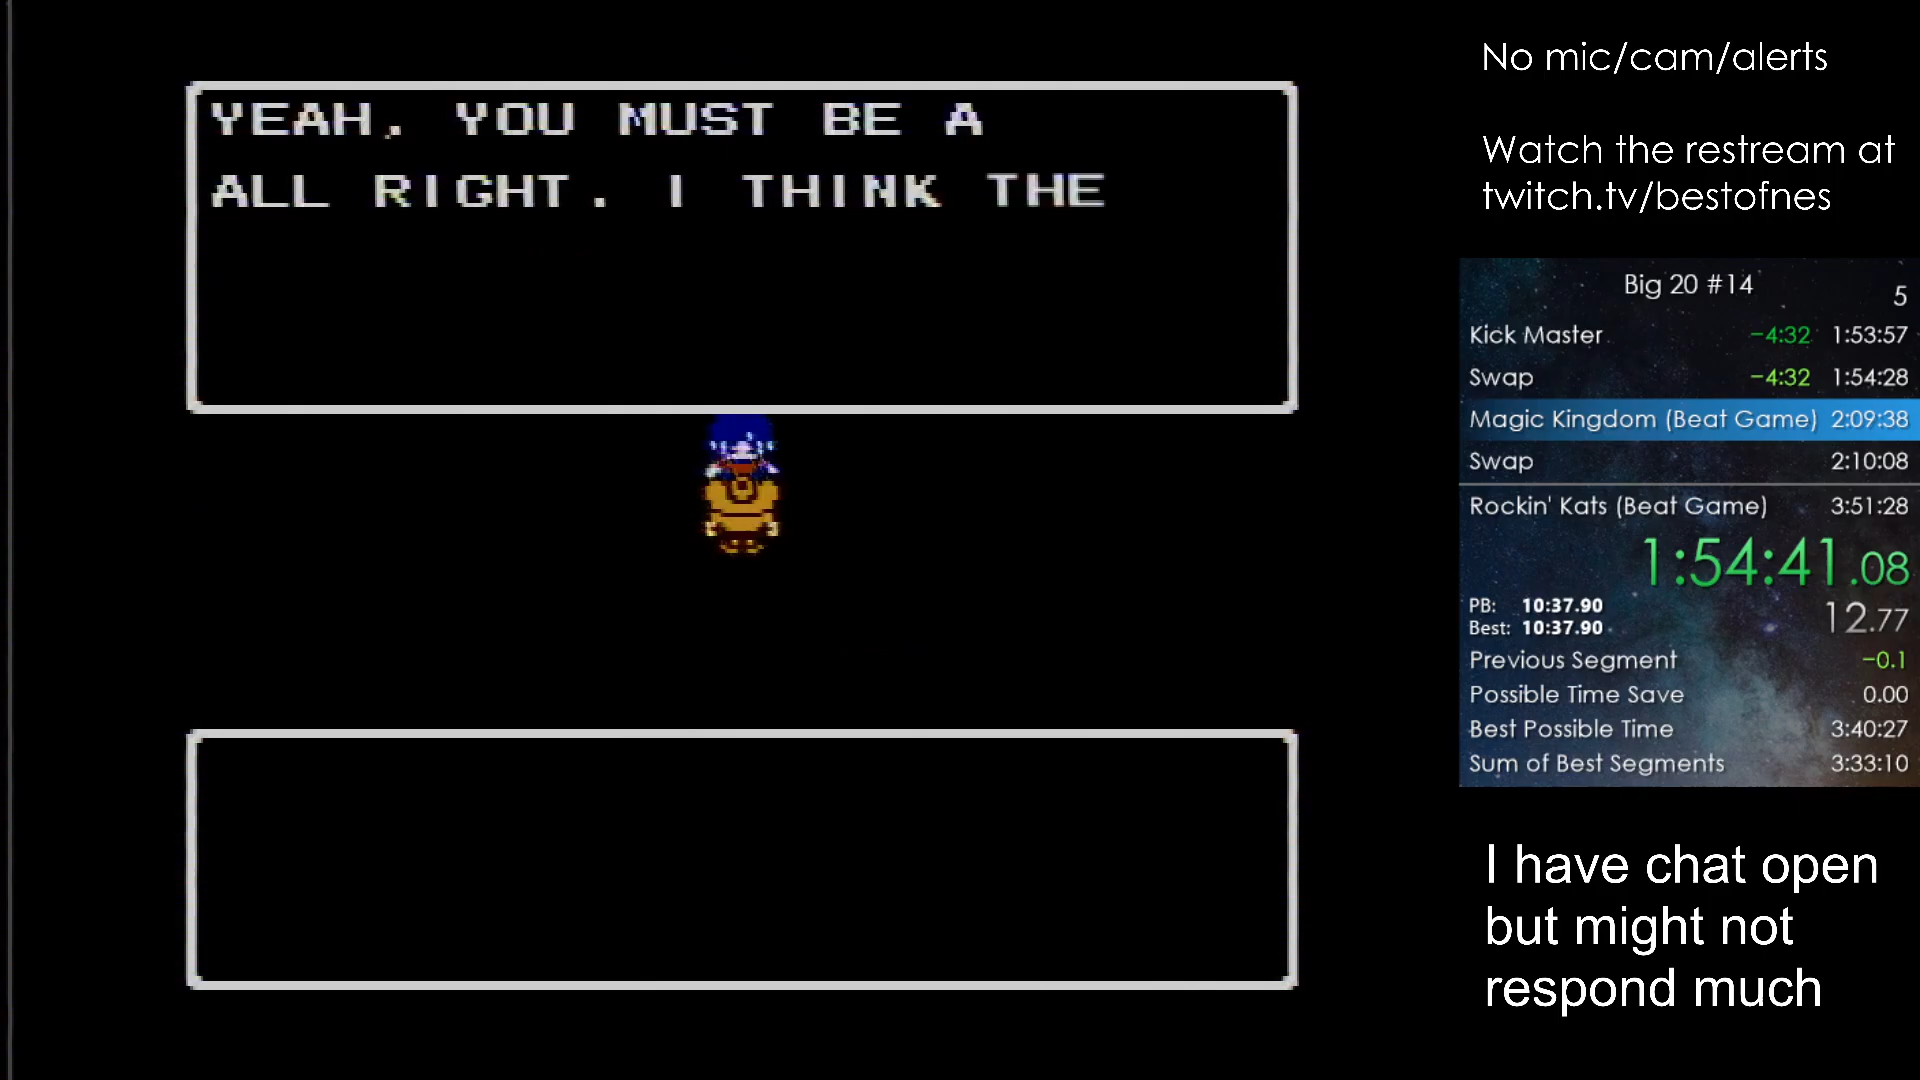 YEAH, YOU MUST BE A
ALL RIGHT. I THINK THE
No mic/cam/alerts
Watch the restream at
twitch.tv/bestofnes
Big 20 #14
5
Kick Master -4:32 1:53:57
Swap -4:32 1:54:28
Magic Kingdom (Beat Game) 2:09:38
Swap 2:10:08
Rockin' Kats (Beat Game) 3:51:28
1:54:41.08
PB: 10:37.90
Best: 10:37.90
12.77
Previous Segment -0.1
Possible Time Save 0.00
Best Possible Time 3:40:27
Sum of Best Segments 3:33:10
I have chat open
but might not
respond much